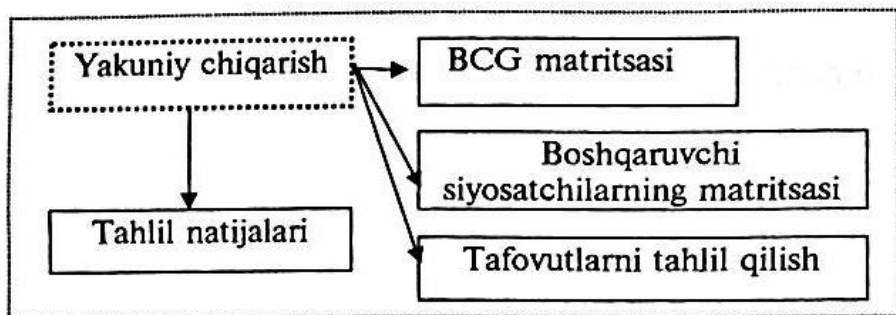 Yakuniy chiqarish
BCG matritsasi
Boshqaruvchi
siyosatchilarning matritsasi
Tahlil natijalari
Tafovutlarni tahlil qilish